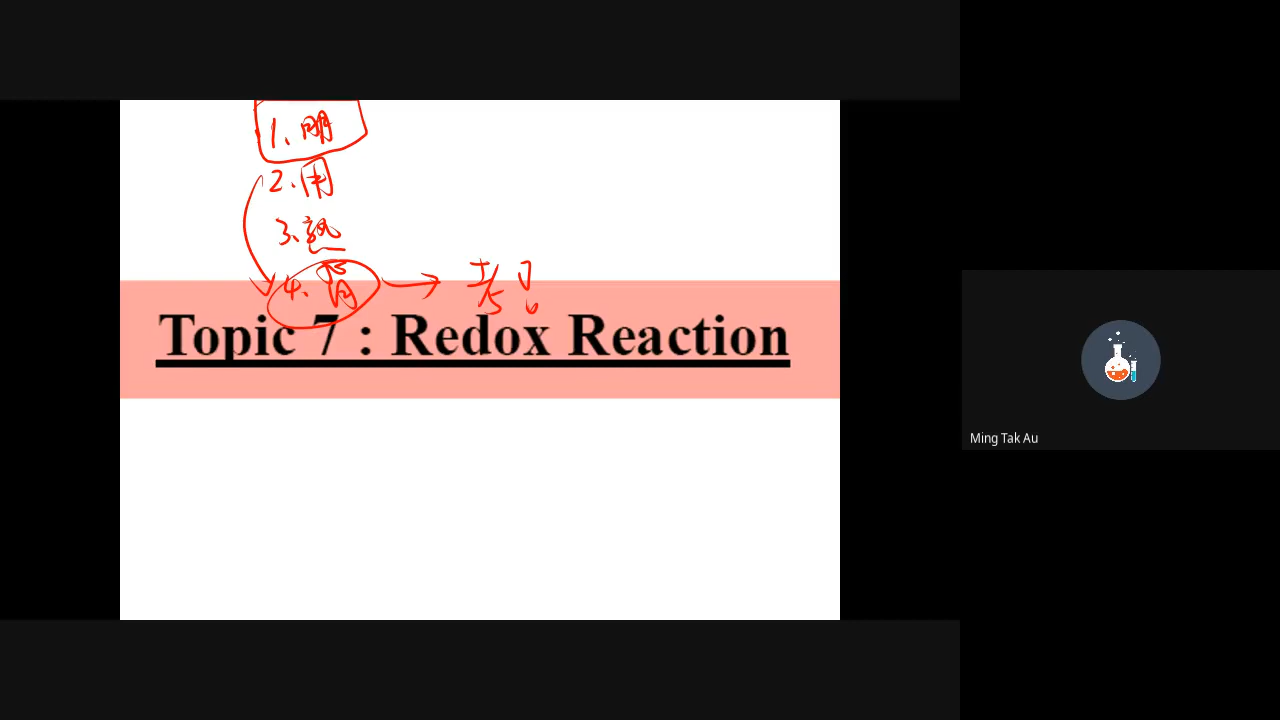 1、明
2、用
3、熟
4、背 → 考
Topic 7 : Redox Reaction
Ming Tak Au